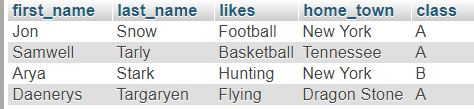 first_name last_name likes home_town class
Jon Snow Football New York A
Samwell Tarly Basketball Tennessee A
Arya Stark Hunting New York B
Daenerys Targaryen Flying Dragon Stone A